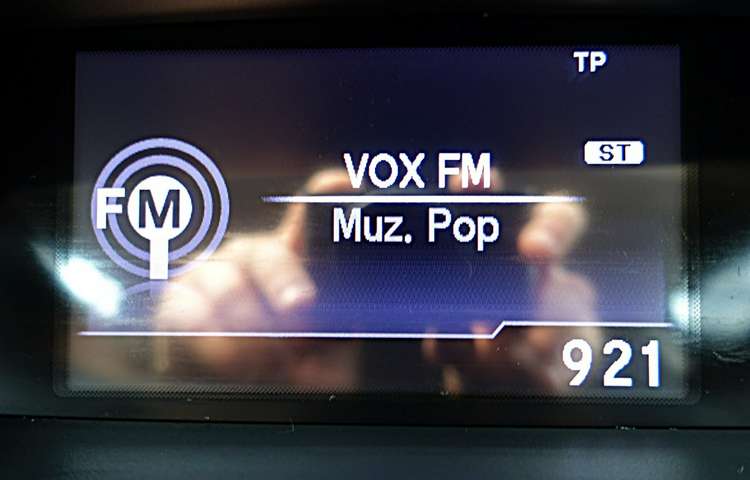 TP
ST
FM
VOX FM
Muz. Pop
921